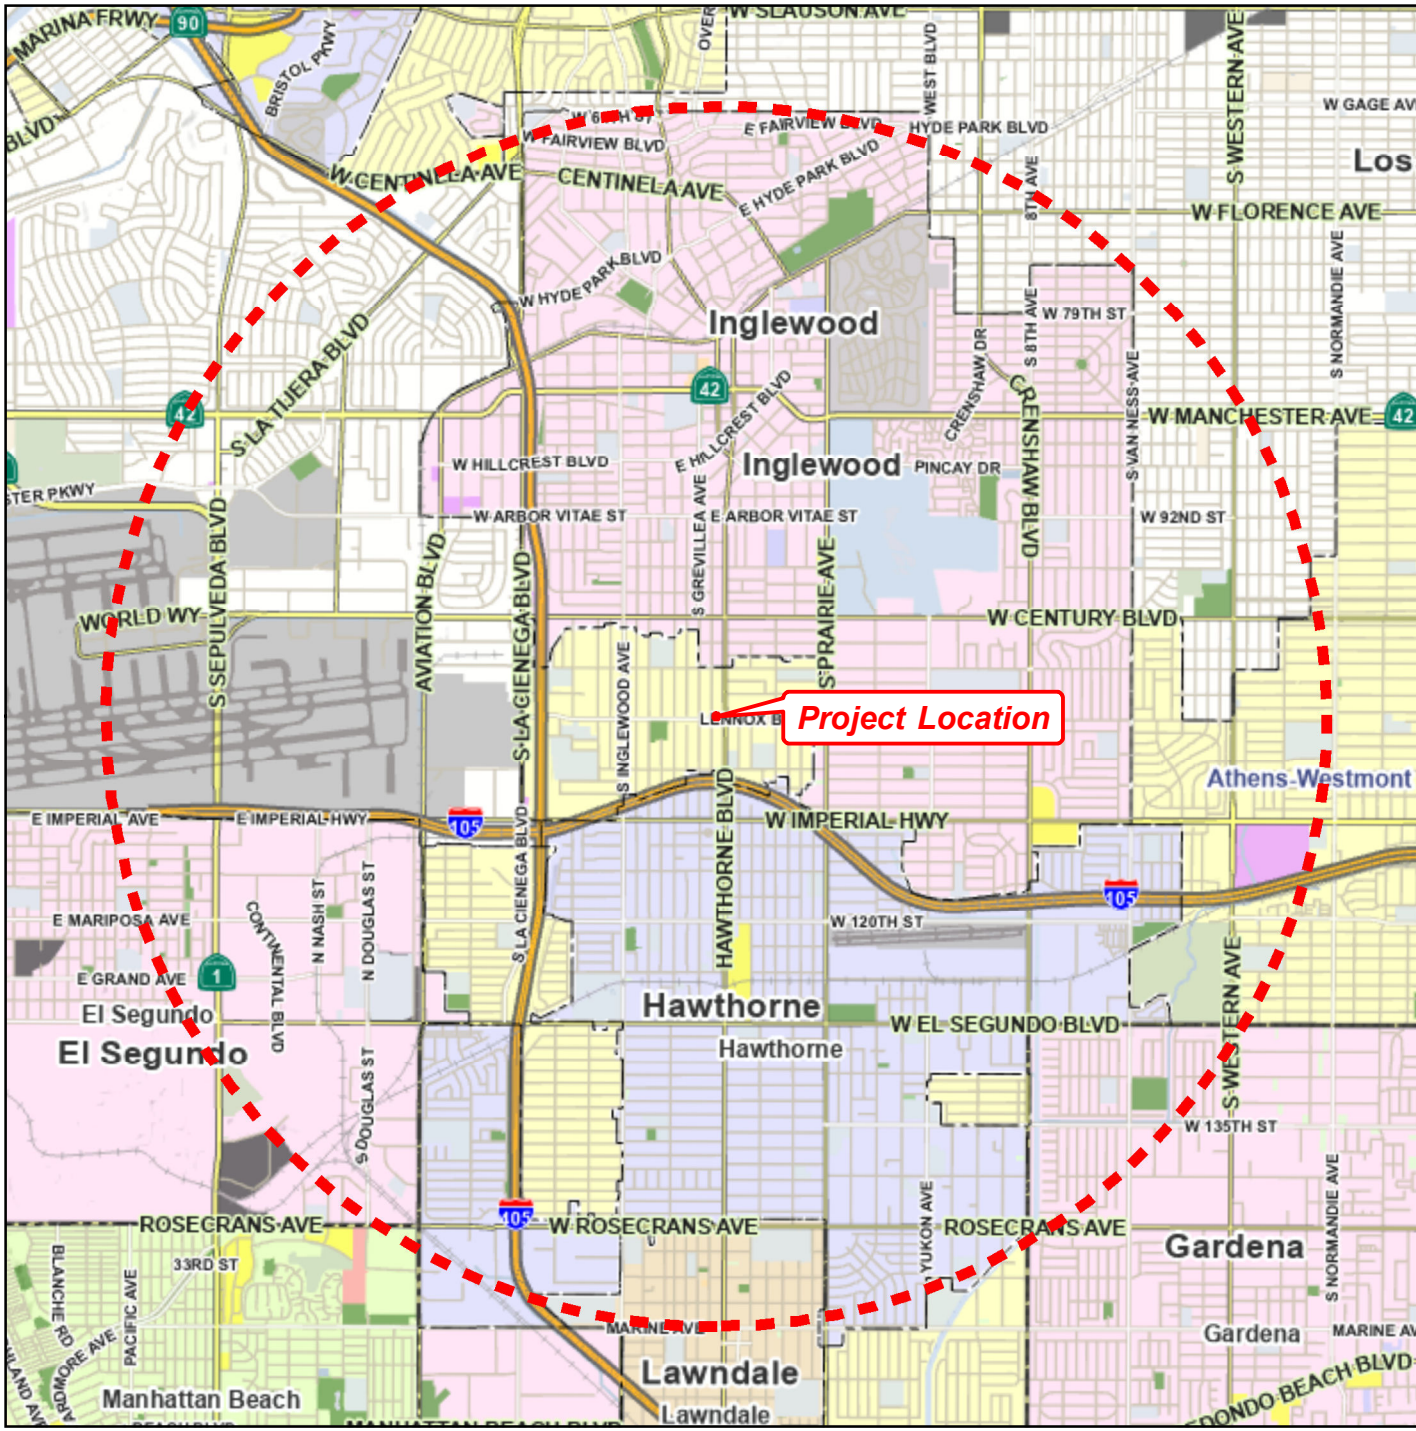 W SLAUSON AVE
MARINA FRWY
90
OVER
BRISTOL PKWY
WEST BLVD
S WESTERN AVE
W GAGE AV
BLVD
W FAIRVIEW BLVD
E FAIRVIEW BLVD
HYDE PARK BLVD
Los
W CENTINELA AVE
CENTINELA AVE
E HYDE PARK BLVD
8TH AVE
W FLORENCE AVE
W HYDE PARK BLVD
S NORMANDIE AVE
Inglewood
W 79TH ST
S 8TH AVE
S LA TIJERA BLVD
CRENSHAW DR
S VAN NESS AVE
42
42
W MANCHESTER AVE
42
E HILLCREST BLVD
CRENSHAW BLVD
W HILLCREST BLVD
Inglewood
PINCAY DR
STER PKWY
S GREVILLEA AVE
W ARBOR VITAE ST
E ARBOR VITAE ST
W 92ND ST
S SEPULVEDA BLVD
AVIATION BLVD
S LA CIENEGA BLVD
S PRAIRIE AVE
WORLD WY
W CENTURY BLVD
S INGLEWOOD AVE
LENNOX B
Project Location
Athens-Westmont
HAWTHORNE BLVD
E IMPERIAL AVE
E IMPERIAL HWY
105
W IMPERIAL HWY
S LA CIENEGA BLVD
105
E MARIPOSA AVE
CONTINENTAL BLVD
N NASH ST
N DOUGLAS ST
W 120TH ST
E GRAND AVE
1
S WESTERN AVE
El Segundo
Hawthorne
W EL SEGUNDO BLVD
El Segundo
Hawthorne
S DOUGLAS ST
W 135TH ST
YUKON AVE
S NORMANDIE AVE
405
ROSECRANS AVE
W ROSECRANS AVE
ROSECRANS AVE
Gardena
BLANCHE RD
33RD ST
PACIFIC AVE
MARINE AVE
Gardena
MARINE AV
HLAND AV
ARDMORE AVE
Lawndale
Manhattan Beach
EDONDO BEACH BLVD
Lawndale
MANHATTAN BEACH BLVD